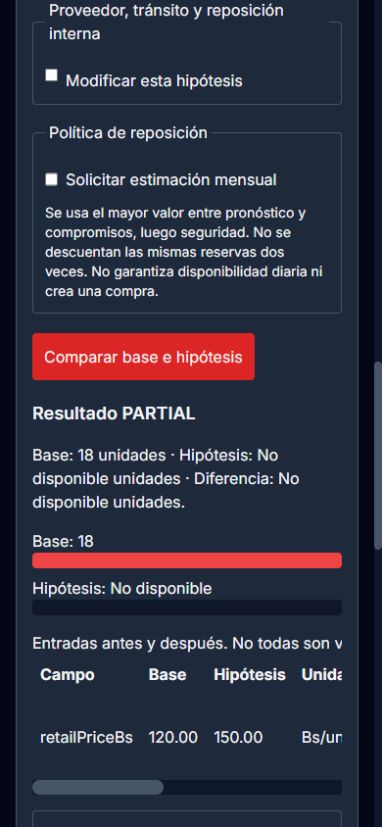 Proveedor, tránsito y reposición
interna
Modificar esta hipótesis
Política de reposición
Solicitar estimación mensual
Se usa el mayor valor entre pronóstico y
compromisos, luego seguridad. No se
descuentan las mismas reservas dos
veces. No garantiza disponibilidad diaria ni
crea una compra.
Comparar base e hipótesis
Resultado PARTIAL
Base: 18 unidades · Hipótesis: No
disponible unidades · Diferencia: No
disponible unidades.
Base: 18
Hipótesis: No disponible
Entradas antes y después. No todas son v
Campo Base Hipótesis Unida
retailPriceBs 120.00 150.00 Bs/un